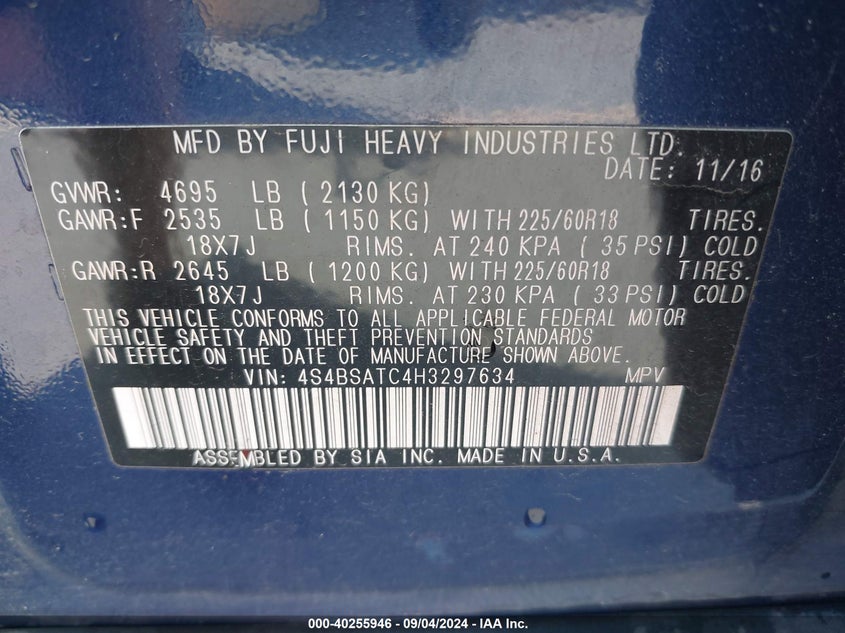 MFD BY FUJI HEAVY INDUSTRIES LTD.
DATE: 11/16
GVWR: 4695 LB ( 2130 KG)
GAWR:F 2535 LB ( 1150 KG) WITH 225/60R18 TIRES.
18X7J RIMS. AT 240 KPA ( 35 PSI) COLD
GAWR:R 2645 LB ( 1200 KG) WITH 225/60R18 TIRES.
18X7J RIMS. AT 230 KPA ( 33 PSI) COLD
THIS VEHICLE CONFORMS TO ALL APPLICABLE FEDERAL MOTOR
VEHICLE SAFETY AND THEFT PREVENTION STANDARDS
IN EFFECT ON THE DATE OF MANUFACTURE SHOWN ABOVE.
VIN: 4S4BSATC4H3297634 MPV
ASSEMBLED BY SIA INC. MADE IN U.S.A.
000-40255946 - 09/04/2024 - IAA Inc.